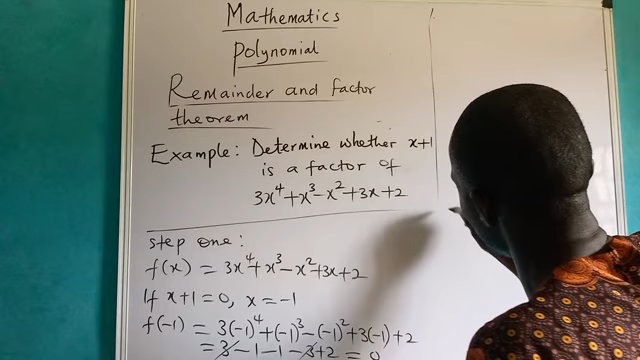 Mathematics
Polynomial
Remainder and factor
theorem
Example: Determine whether x+1
is a factor of
3x⁴+x³-x²+3x+2
step one:
f(x) = 3x⁴+x³-x²+3x+2
If x+1=0, x=-1
f(-1) = 3(-1)⁴+(-1)³-(-1)²+3(-1)+2
= 3-1-1-3+2 = 0